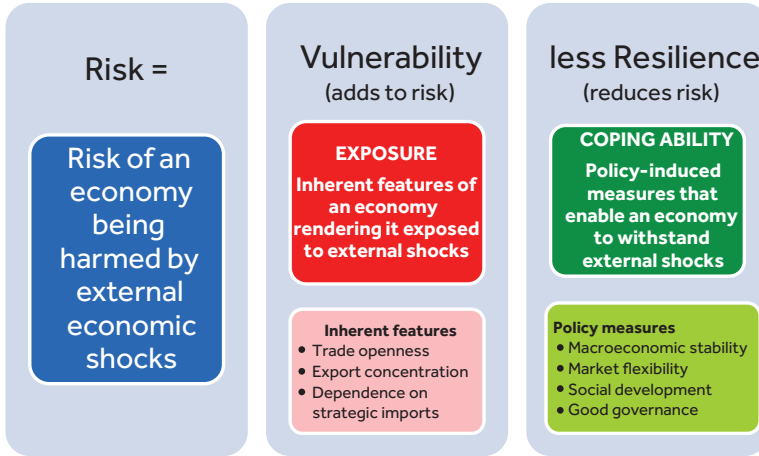 Risk =
Risk of an
economy
being
harmed by
external
economic
shocks
Vulnerability
(adds to risk)
EXPOSURE
Inherent features of
an economy
rendering it exposed
to external shocks
Inherent features
• Trade openness
• Export concentration
• Dependence on
strategic imports
less Resilience
(reduces risk)
COPING ABILITY
Policy-induced
measures that
enable an economy
to withstand
external shocks
Policy measures
• Macroeconomic stability
• Market flexibility
• Social development
• Good governance